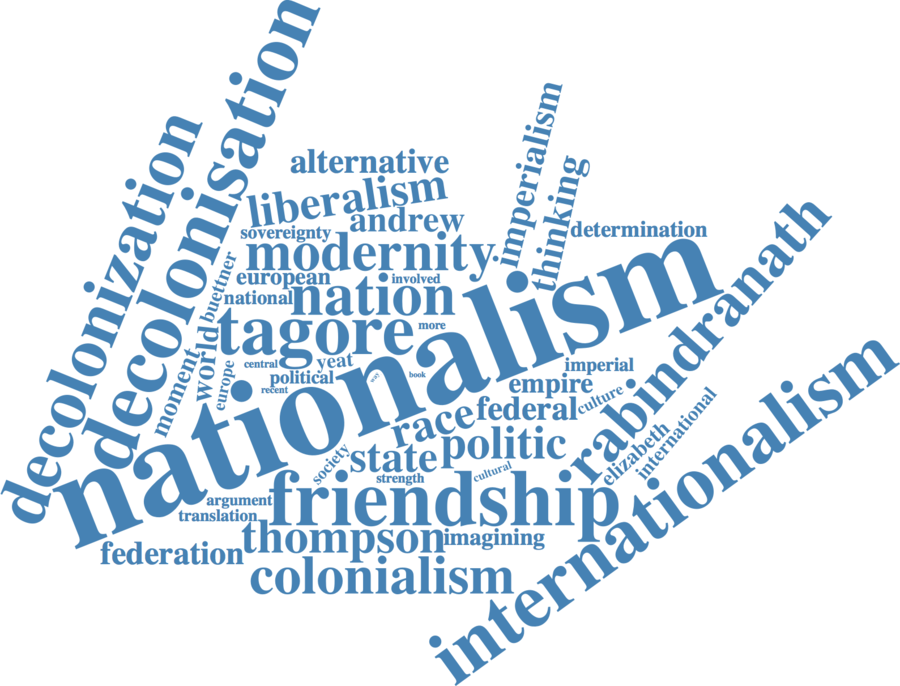 decolonization
decolonisation
alternative
liberalism
andrew
sovereignty
modernity
imperialism
thinking
determination
european
involved
national
nation
buettner
world
moment
europe
tagore
more
nationalism
rabindranath
central
yeat
political
recent
way
book
imperial
empire
federal
culture
race
politic
state
society
strength
cultural
elizabeth
international
internationalism
argument
translation
friendship
federation
thompson
imagining
colonialism